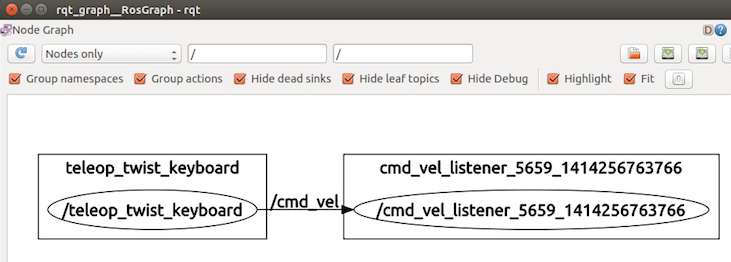 rqt_graph__RosGraph - rqt
Node Graph
D
Nodes only / /
Group namespaces Group actions Hide dead sinks Hide leaf topics Hide Debug Highlight Fit
teleop_twist_keyboard cmd_vel_listener_5659_1414256763766
/teleop_twist_keyboard /cmd_vel /cmd_vel_listener_5659_1414256763766